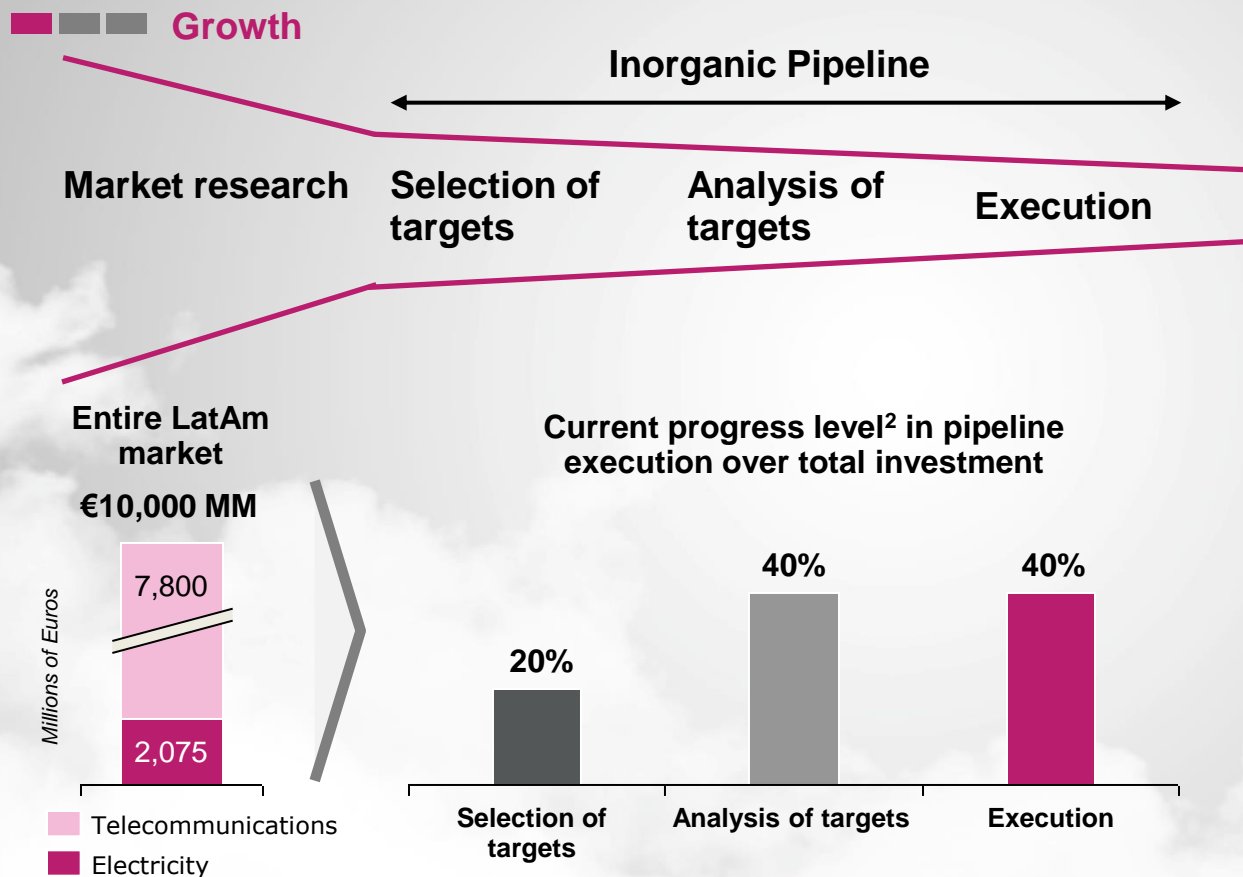 Growth
Inorganic Pipeline
Market research
Selection of
targets
Analysis of
targets
Execution
Entire LatAm
market
€10,000 MM
Current progress level2 in pipeline
execution over total investment
Millions of Euros
7,800
2,075
20%
40%
40%
Selection of
targets
Analysis of targets
Execution
Telecommunications
Electricity